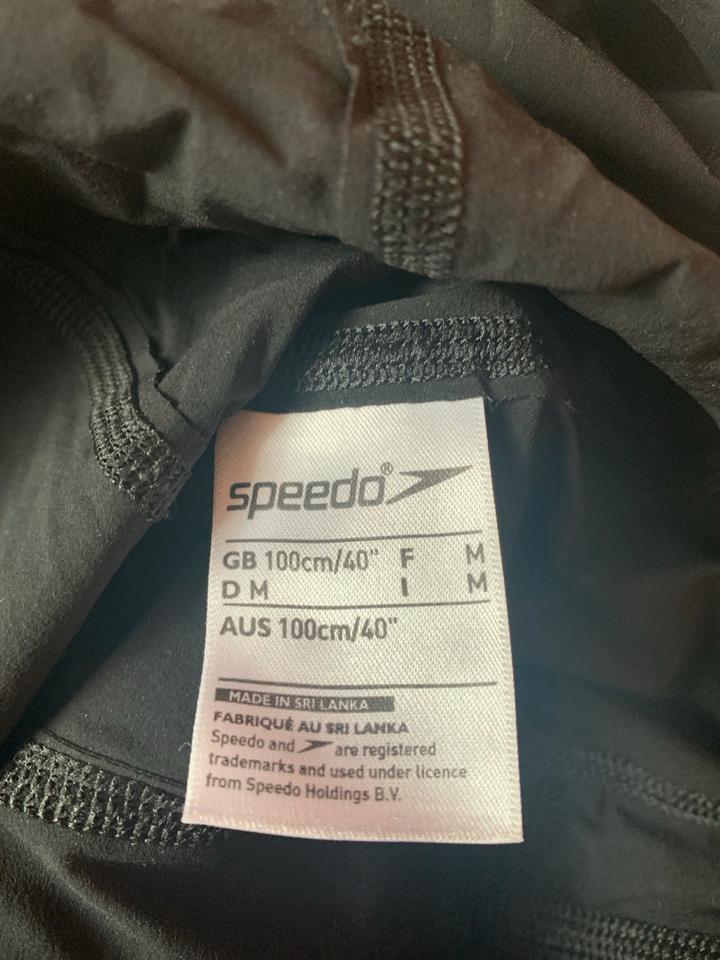 speedo®
GB 100cm/40" F M
D M I M
AUS 100cm/40"
MADE IN SRI LANKA
FABRIQUÉ AU SRI LANKA
Speedo and are registered
trademarks and used under licence
from Speedo Holdings B.V.